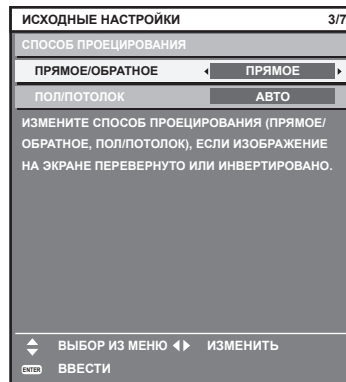 ИСХОДНЫЕ НАСТРОЙКИ 3/7
СПОСОБ ПРОЕЦИРОВАНИЯ
ПРЯМОЕ/ОБРАТНОЕ ПРЯМОЕ
ПОЛ/ПОТОЛОК АВТО
ИЗМЕНИТЕ СПОСОБ ПРОЕЦИРОВАНИЯ (ПРЯМОЕ/
ОБРАТНОЕ, ПОЛ/ПОТОЛОК), ЕСЛИ ИЗОБРАЖЕНИЕ
НА ЭКРАНЕ ПЕРЕВЕРНУТО ИЛИ ИНВЕРТИРОВАНО.
ВЫБОР ИЗ МЕНЮ ИЗМЕНИТЬ
ENTER ВВЕСТИ